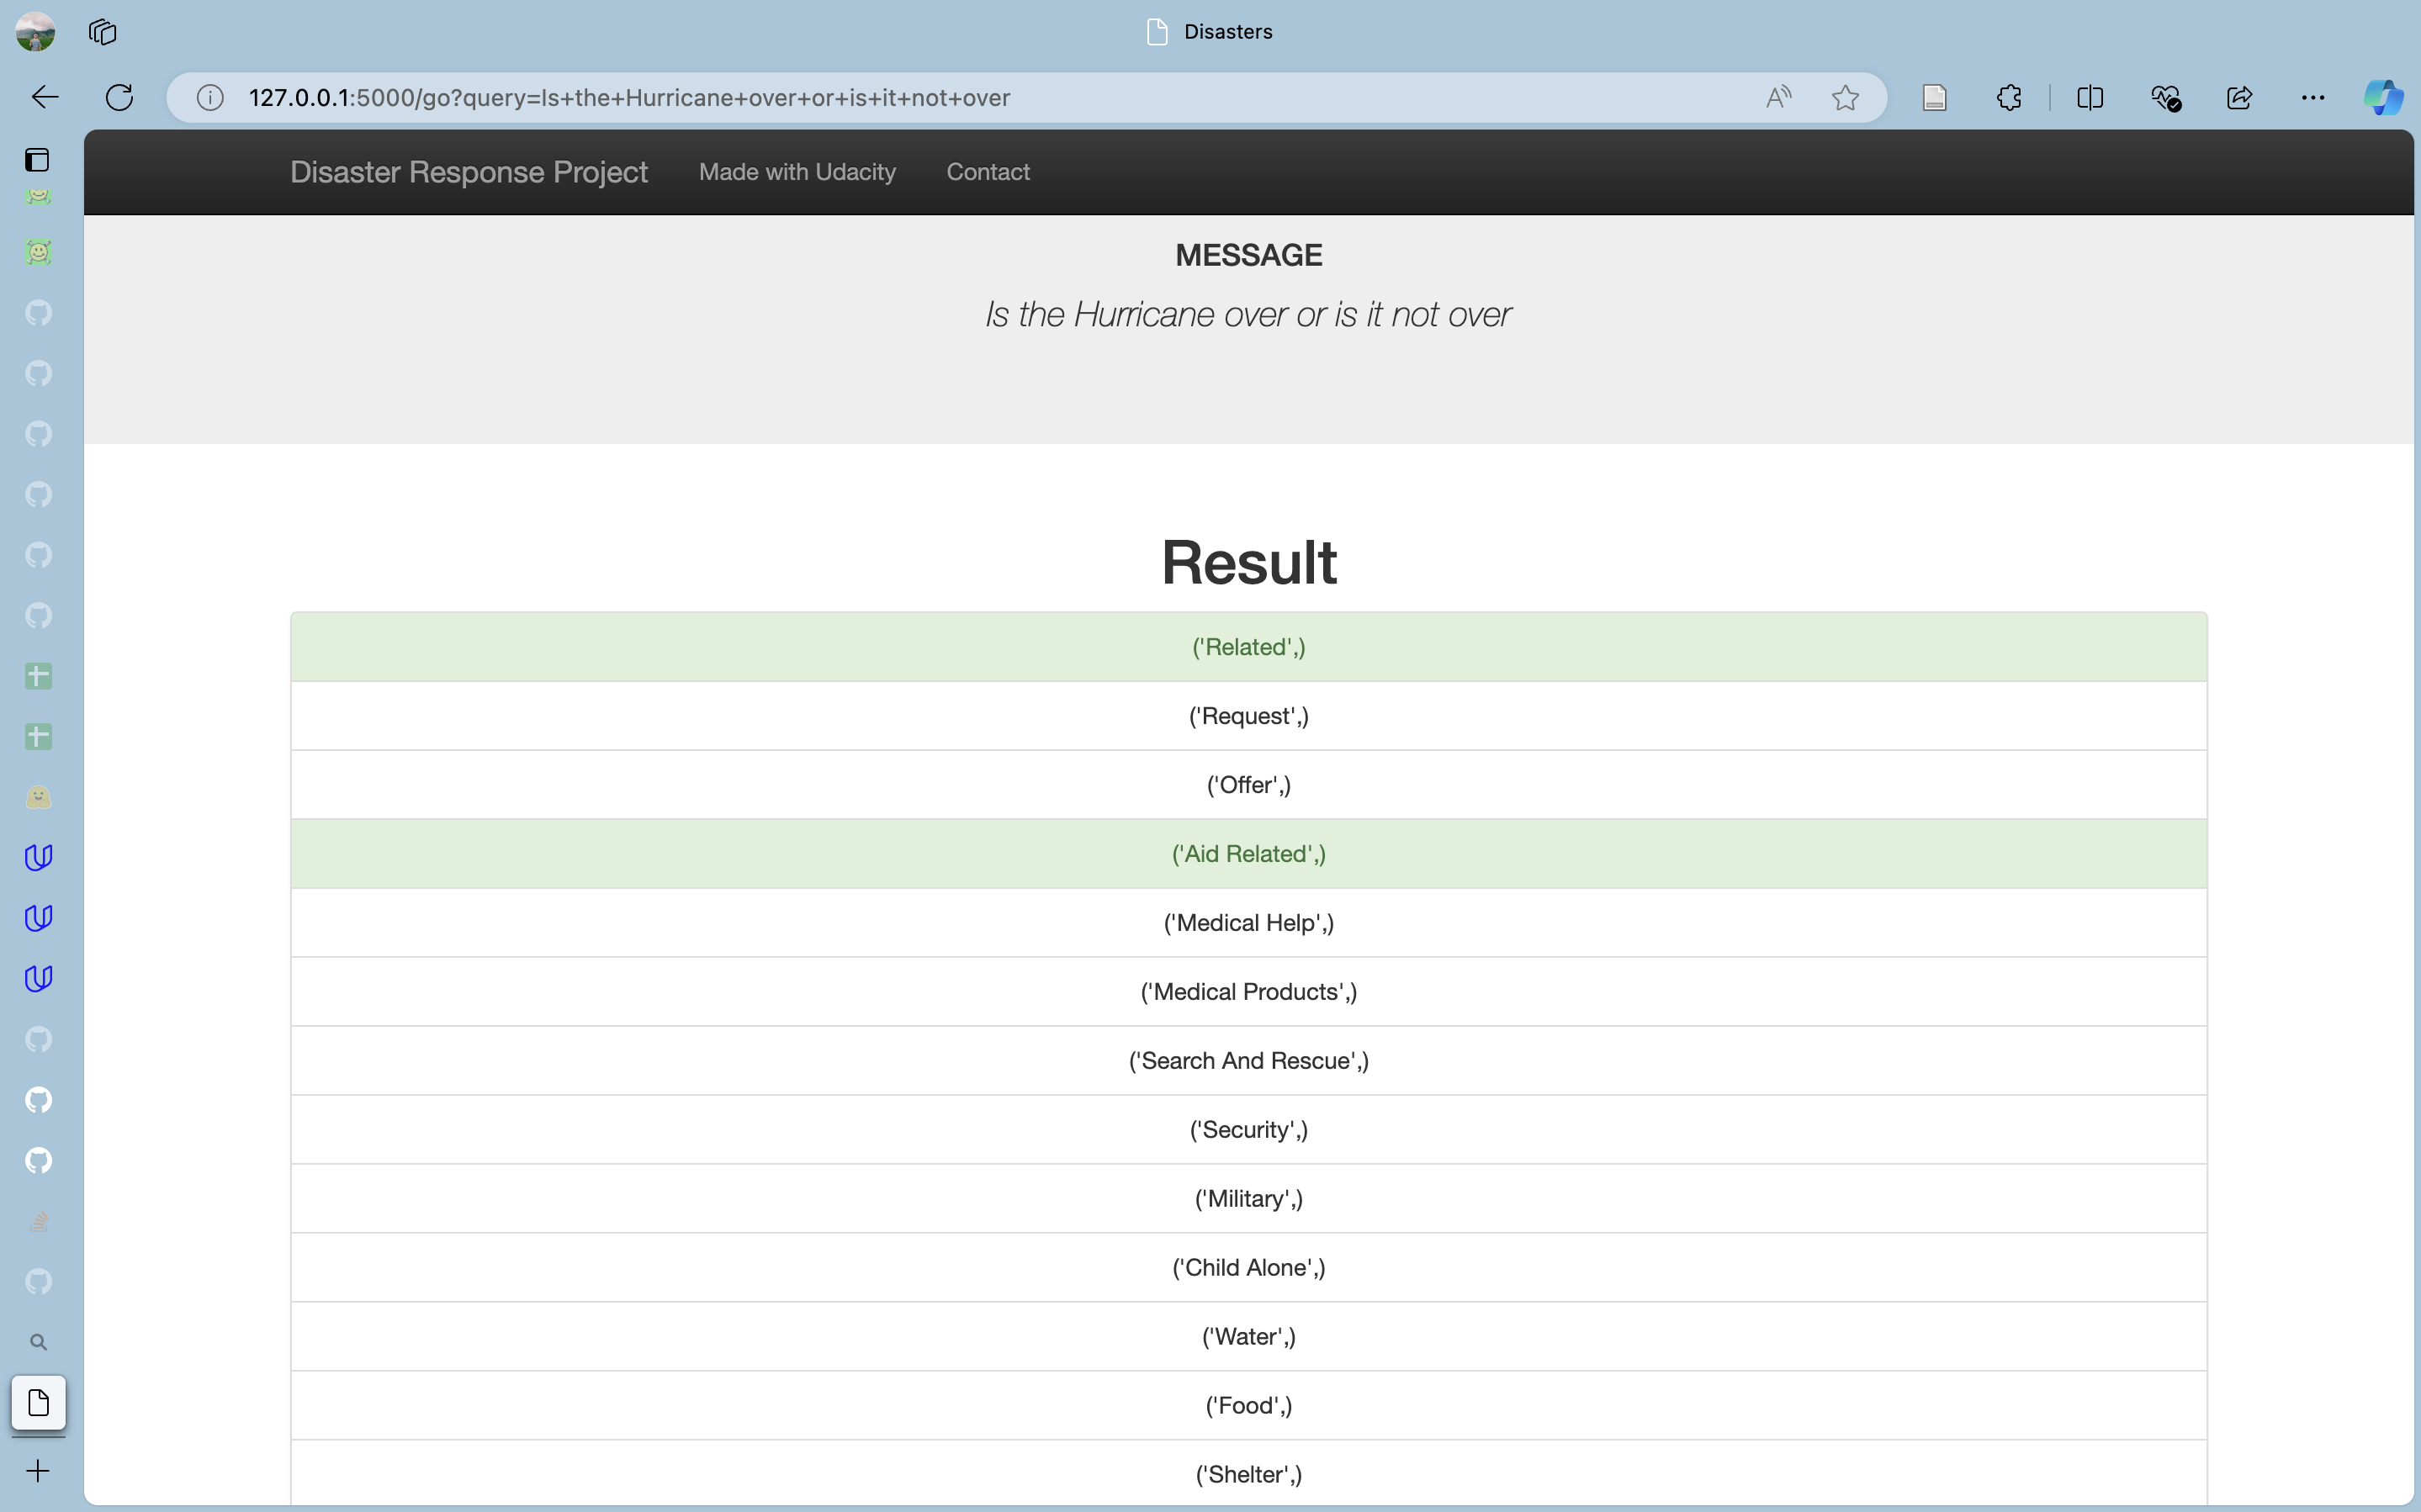 Disasters
127.0.0.1:5000/go?query=Is+the+Hurricane+over+or+is+it+not+over
Disaster Response Project Made with Udacity Contact
MESSAGE
Is the Hurricane over or is it not over
Result
('Related',)
('Request',)
('Offer',)
('Aid Related',)
('Medical Help',)
('Medical Products',)
('Search And Rescue',)
('Security',)
('Military',)
('Child Alone',)
('Water',)
('Food',)
('Shelter',)